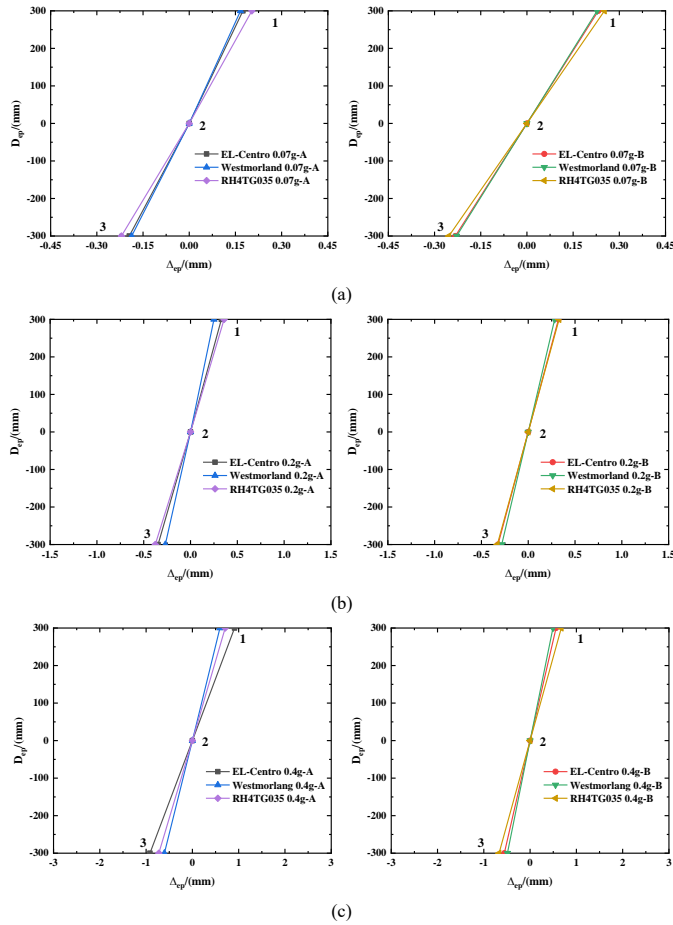 300
200
100
0
-100
-200
-300
D_ep/(mm)
1
2
3
EL-Centro 0.07g-A
Westmorland 0.07g-A
RH4TG035 0.07g-A
-0.45 -0.30 -0.15 0.00 0.15 0.30 0.45
Δ_ep/(mm)
300
200
100
0
-100
-200
-300
D_ep/(mm)
1
2
3
EL-Centro 0.07g-B
Westmorland 0.07g-B
RH4TG035 0.07g-B
-0.45 -0.30 -0.15 0.00 0.15 0.30 0.45
Δ_ep/(mm)
(a)
300
200
100
0
-100
-200
-300
D_ep/(mm)
1
2
3
EL-Centro 0.2g-A
Westmorland 0.2g-A
RH4TG035 0.2g-A
-1.5 -1.0 -0.5 0.0 0.5 1.0 1.5
Δ_ep/(mm)
300
200
100
0
-100
-200
-300
D_ep/(mm)
1
2
3
EL-Centro 0.2g-B
Westmorland 0.2g-B
RH4TG035 0.2g-B
-1.5 -1.0 -0.5 0.0 0.5 1.0 1.5
Δ_ep/(mm)
(b)
300
200
100
0
-100
-200
-300
D_ep/(mm)
1
2
3
EL-Centro 0.4g-A
Westmorlang 0.4g-A
RH4TG035 0.4g-A
-3 -2 -1 0 1 2 3
Δ_ep/(mm)
300
200
100
0
-100
-200
-300
D_ep/(mm)
1
2
3
EL-Centro 0.4g-B
Westmorlang 0.4g-B
RH4TG035 0.4g-B
-3 -2 -1 0 1 2 3
Δ_ep/(mm)
(c)